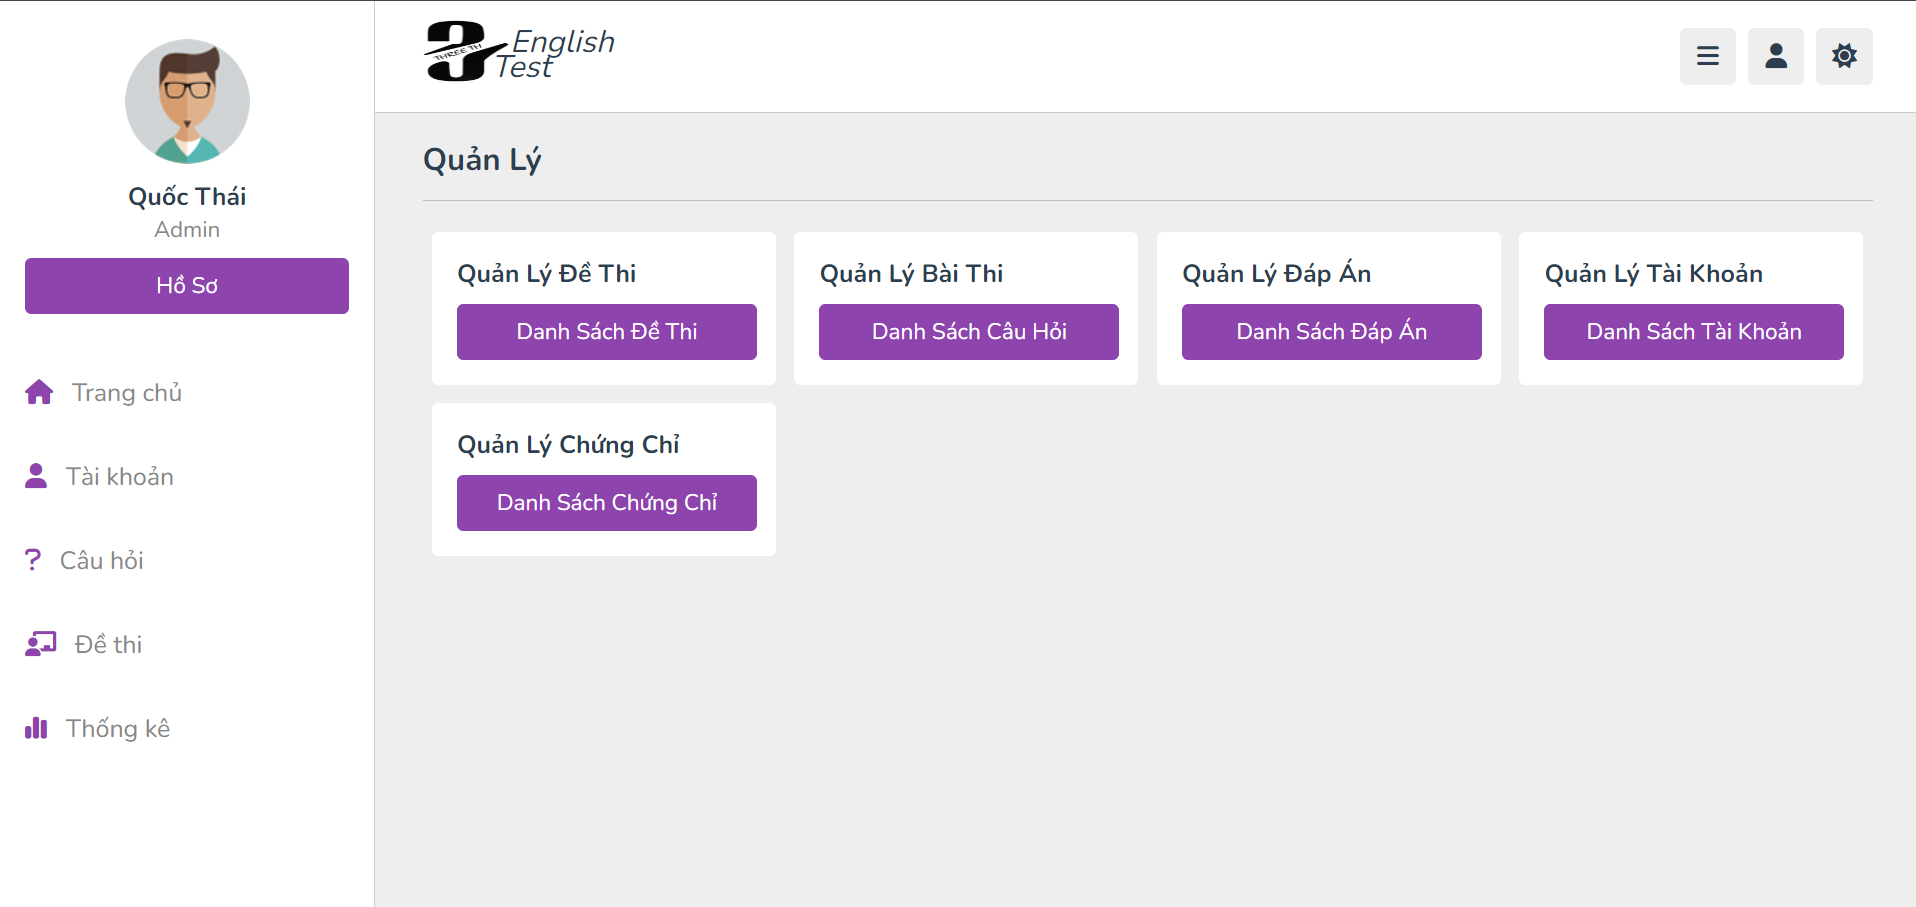 Quốc Thái
Admin
Hồ Sơ
Trang chủ
Tài khoản
Câu hỏi
Đề thi
Thống kê
THREE TH
English
Test
Quản Lý
Quản Lý Đề Thi
Danh Sách Đề Thi
Quản Lý Bài Thi
Danh Sách Câu Hỏi
Quản Lý Đáp Án
Danh Sách Đáp Án
Quản Lý Tài Khoản
Danh Sách Tài Khoản
Quản Lý Chứng Chỉ
Danh Sách Chứng Chỉ